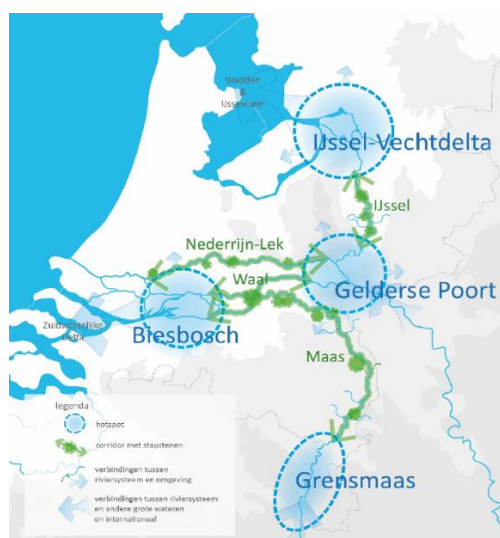 Wadden
&
IJsselmeer
IJssel-Vechtdelta
IJssel
Nederrijn-Lek
Waal
Gelderse Poort
Zuidwestelijke
Delta
Biesbosch
Maas
Grensmaas
legenda
hotspot
corridor met stapstenen
verbindingen tussen
riviersysteem en omgeving
verbindingen tussen riviersysteem
en andere grote wateren
en internationaal